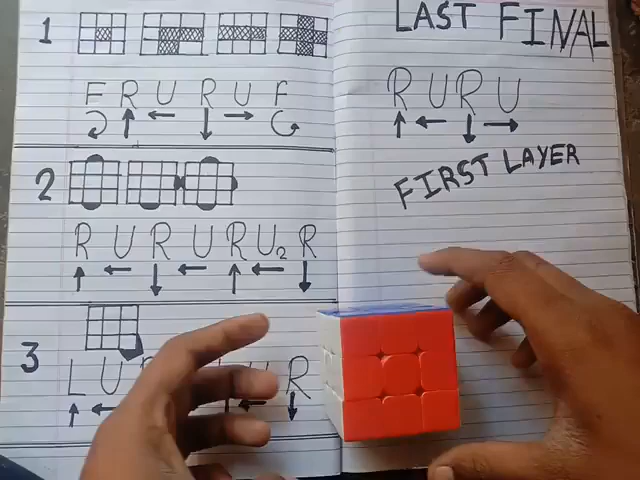 1
F R U R U F
2
R U R U R U2 R
3
L U R
LAST FINAL
R U R U
FIRST LAYER